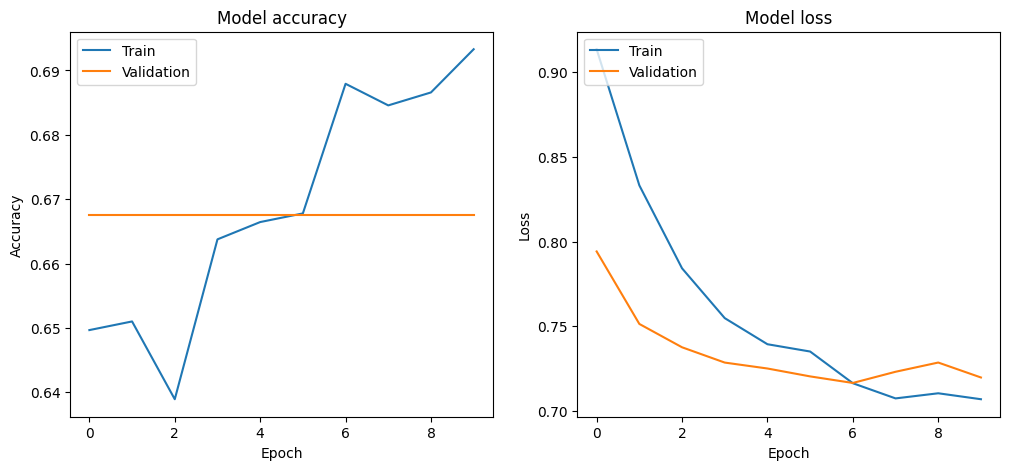 Model accuracy
Train
Validation
0.69
0.68
0.67
0.66
0.65
0.64
Accuracy
0 2 4 6 8
Epoch
Model loss
Train
Validation
0.90
0.85
0.80
0.75
0.70
Loss
0 2 4 6 8
Epoch